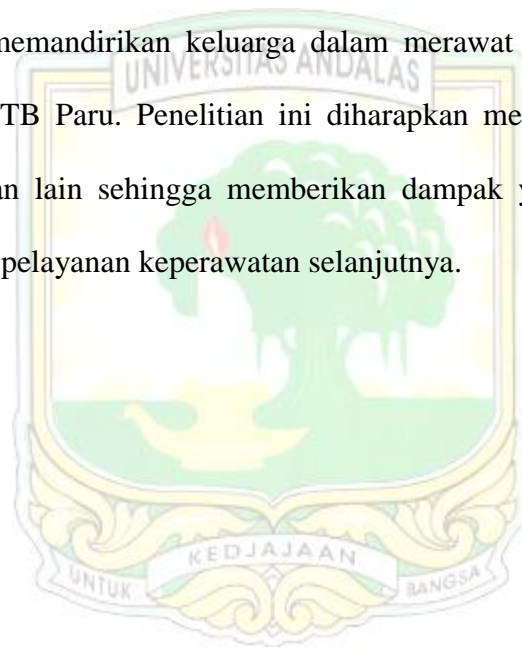 memandirikan keluarga dalam merawat
TB Paru. Penelitian ini diharapkan me
an lain sehingga memberikan dampak y
pelayanan keperawatan selanjutnya.
UNIVERSITAS ANDALAS
KEDJAJAAN
UNTUK
BANGSA